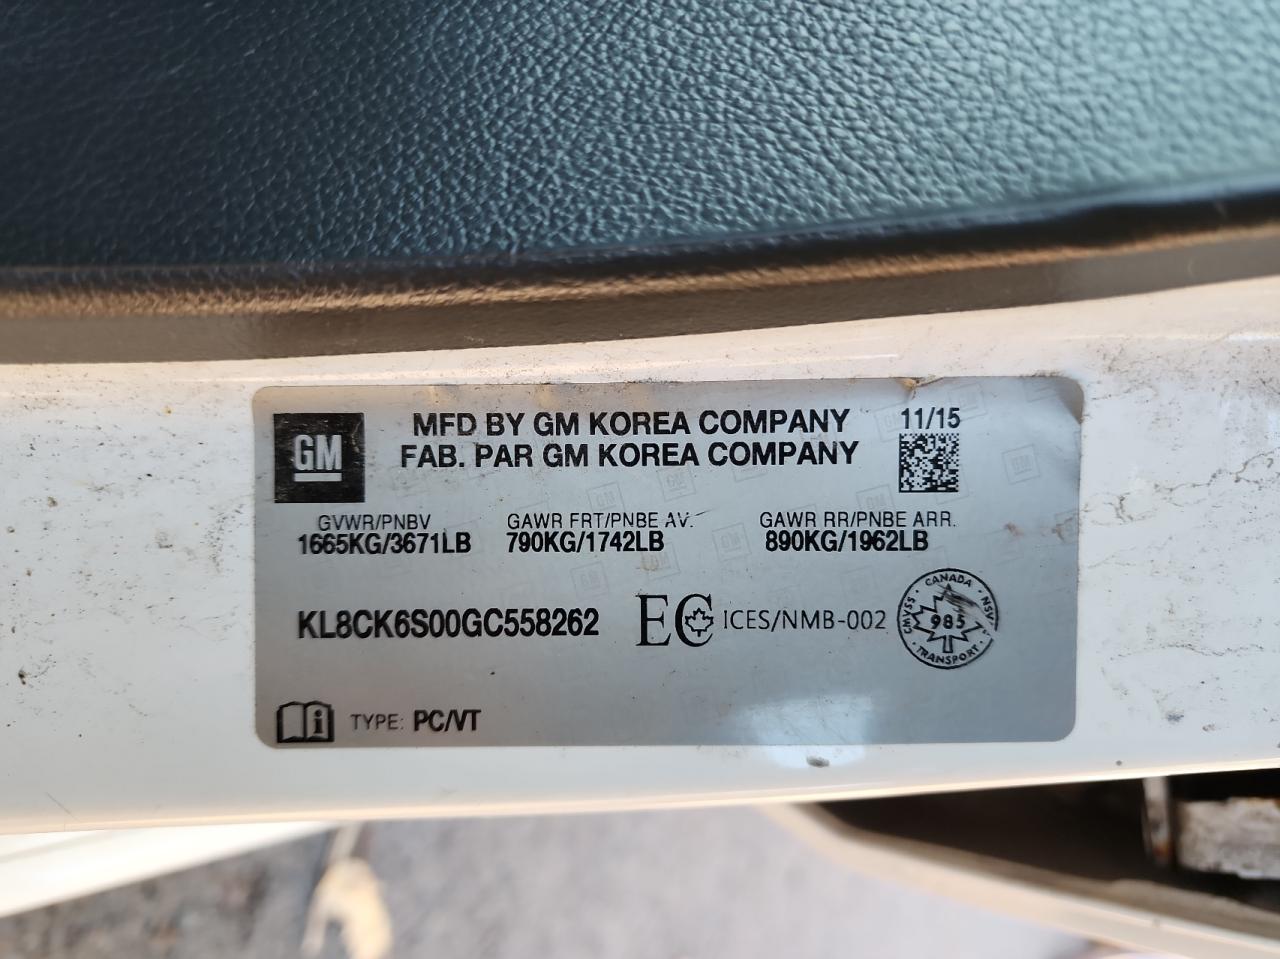 GM
MFD BY GM KOREA COMPANY
11/15
FAB. PAR GM KOREA COMPANY
GVWR/PNBV GAWR FRT/PNBE AV. GAWR RR/PNBE ARR.
1665KG/3671LB 790KG/1742LB 890KG/1962LB
KL8CK6S00GC558262 EC ICES/NMB-002
CANADA
CMVSS 985 NSV
TRANSPORT
i TYPE: PC/VT